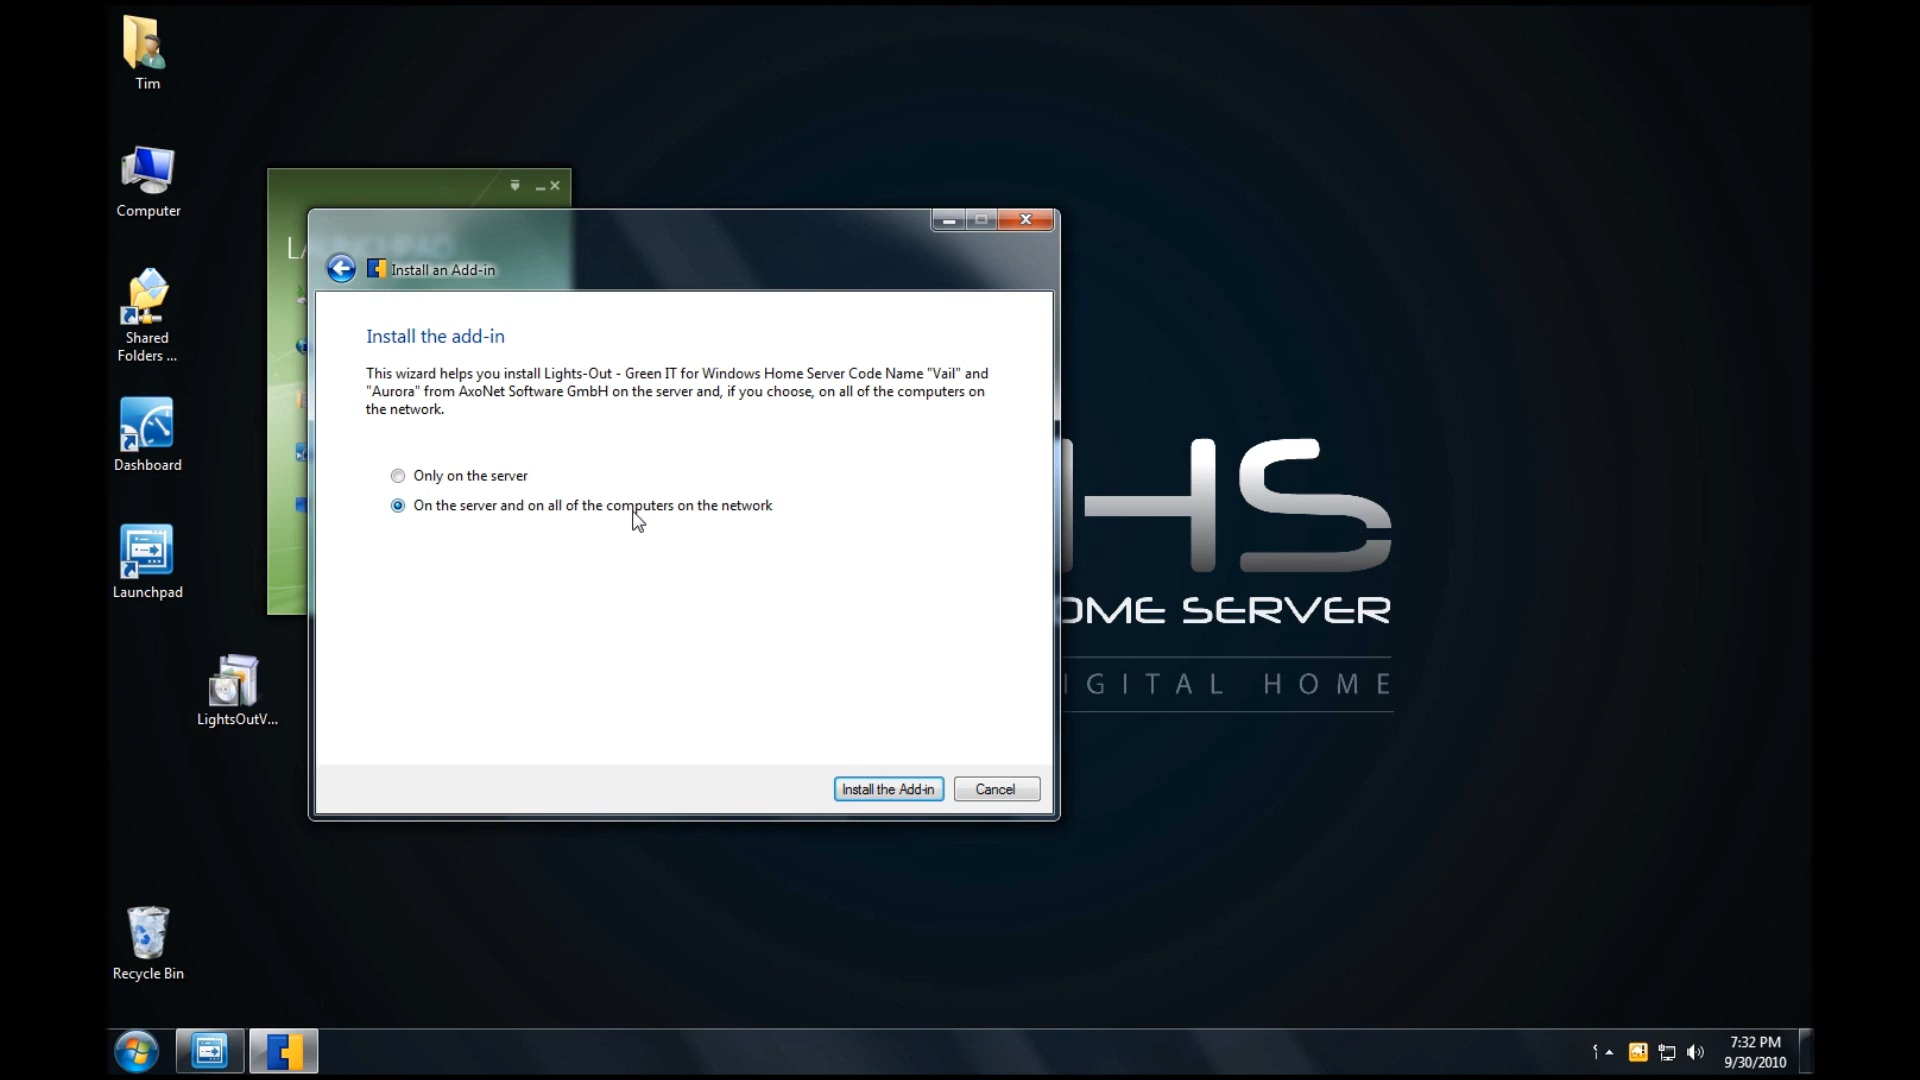 Tim
Computer
Shared
Folders ...
Dashboard
Launchpad
LightsOutV...
Recycle Bin
Install an Add-in
Install the add-in
This wizard helps you install Lights-Out - Green IT for Windows Home Server Code Name "Vail" and
"Aurora" from AxoNet Software GmbH on the server and, if you choose, on all of the computers on
the network.
Only on the server
On the server and on all of the computers on the network
Install the Add-in
Cancel
HS
OME SERVER
IGITAL HOME
7:32 PM
9/30/2010